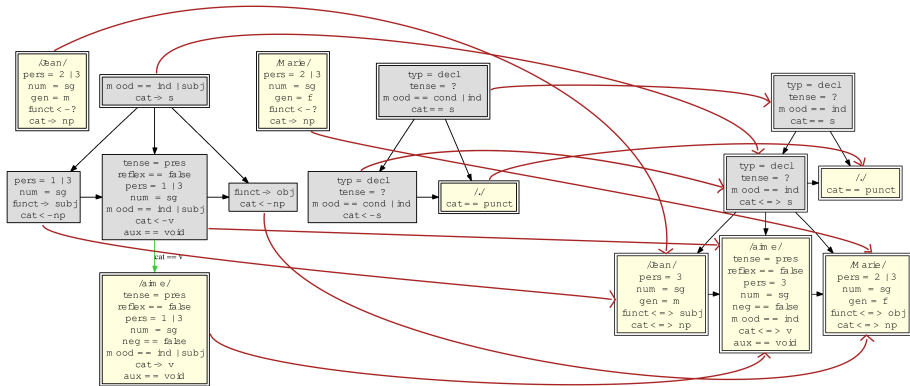 /Jean/
pers = 2 | 3
num = sg
gen = m
funct <- ?
cat -> np
mood == ind | subj
cat -> s
/Marie/
pers = 2 | 3
num = sg
gen = f
funct <- ?
cat -> np
typ = decl
tense = ?
mood == cond | ind
cat == s
typ = decl
tense = ?
mood == ind
cat == s
pers = 1 | 3
num = sg
funct -> subj
cat <- np
tense = pres
reflex == false
pers = 1 | 3
num = sg
mood == ind | subj
cat <- v
aux == void
funct -> obj
cat <- np
typ = decl
tense = ?
mood == cond | ind
cat <- s
/./
cat == punct
typ = decl
tense = ?
mood == ind
cat <=> s
/./
cat == punct
cat == v
/aime/
tense = pres
reflex == false
pers = 1 | 3
num = sg
neg == false
mood == ind | subj
cat -> v
aux == void
/Jean/
pers = 3
num = sg
gen = m
funct <=> subj
cat <=> np
/aime/
tense = pres
reflex == false
pers = 3
num = sg
neg == false
mood == ind
cat <=> v
aux == void
/Marie/
pers = 2 | 3
num = sg
gen = f
funct <=> obj
cat <=> np